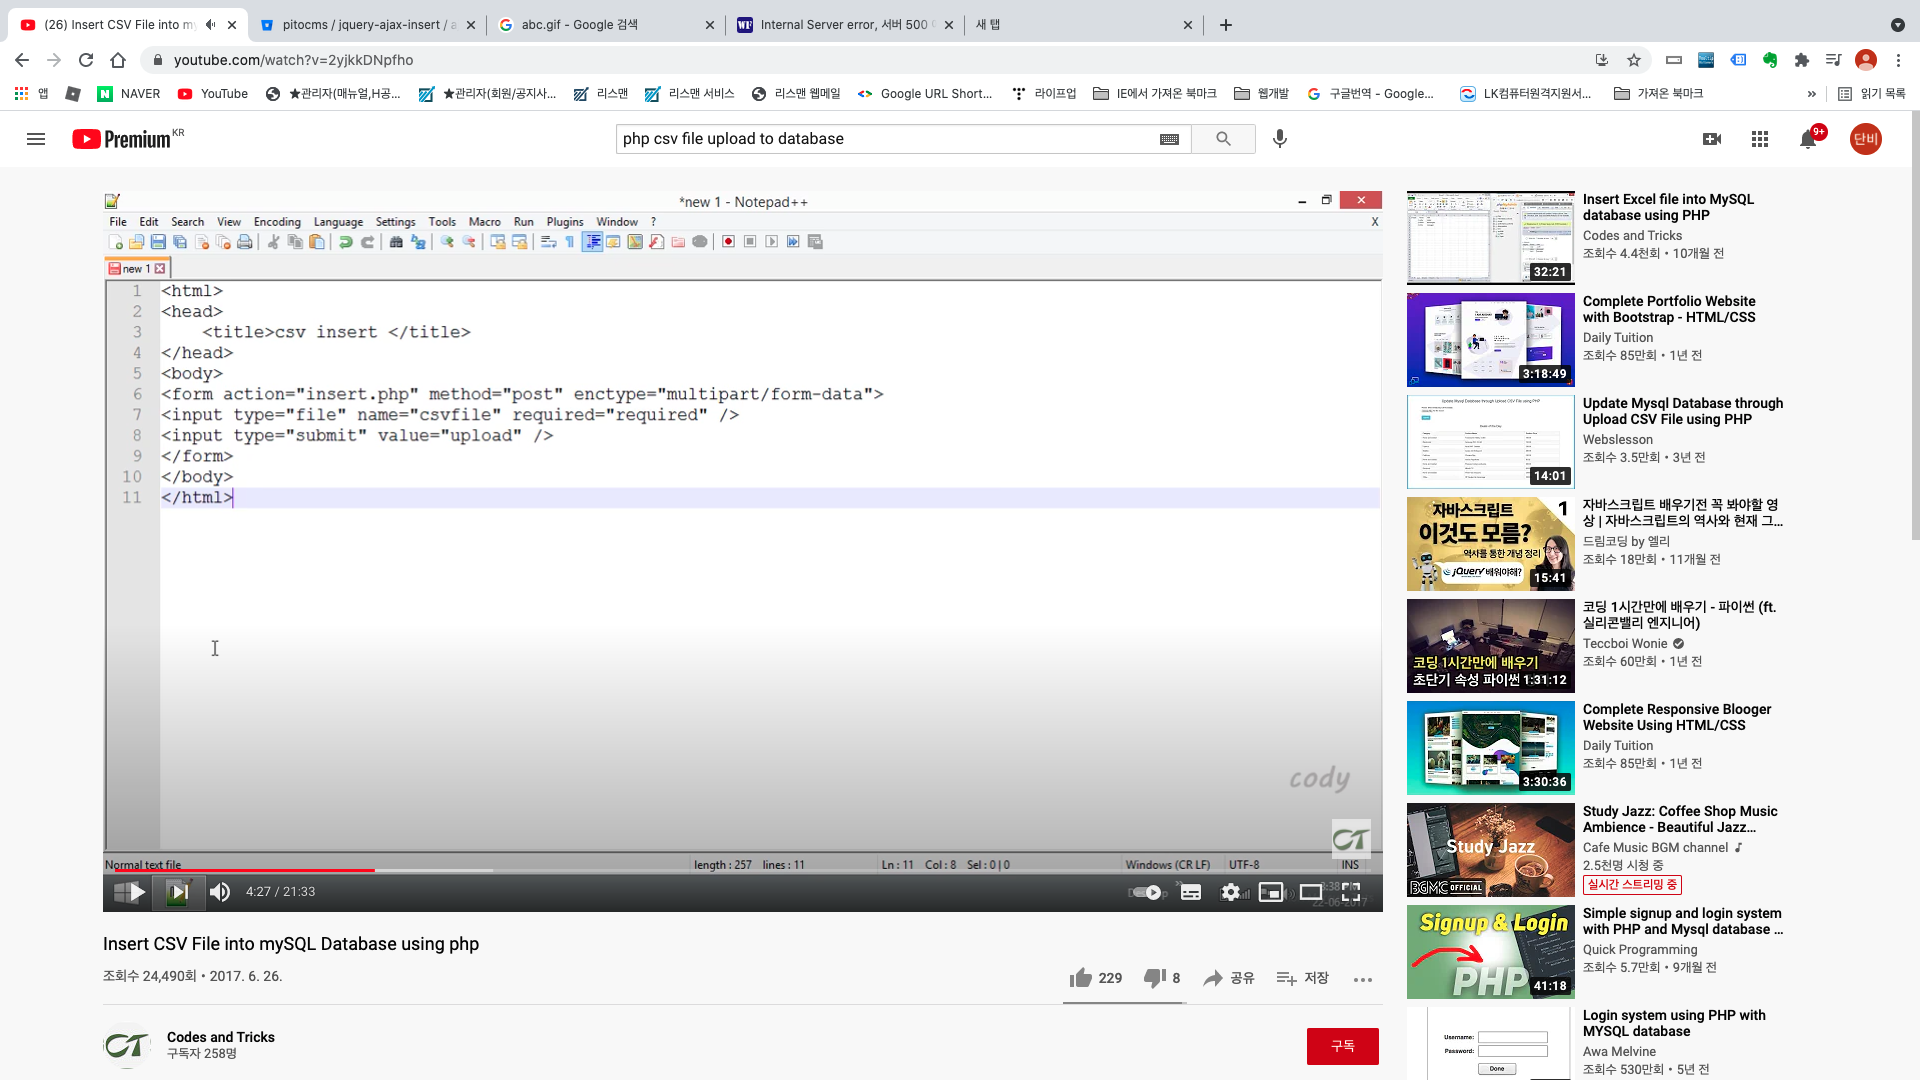 (26) Insert CSV File into my
pitocms / jquery-ajax-insert / a
abc.gif - Google 검색
Internal Server error, 서버 500
새 탭
youtube.com/watch?v=2yjkkDNpfho
앱
NAVER
YouTube
★관리자(매뉴얼,H공...
★관리자(회원/공지사...
리스맨
리스맨 서비스
리스맨 웹메일
Google URL Short...
라이프업
IE에서 가져온 북마크
웹개발
구글번역 - Google...
LK컴퓨터원격지원서...
가져온 북마크
»
읽기 목록
Premium KR
php csv file upload to database
9+
단비
*new 1 - Notepad++
File Edit Search View Encoding Language Settings Tools Macro Run Plugins Window ?
X
new 1
1 <html>
2 <head>
3 <title>csv insert </title>
4 </head>
5 <body>
6 <form action="insert.php" method="post" enctype="multipart/form-data">
7 <input type="file" name="csvfile" required="required" />
8 <input type="submit" value="upload" />
9 </form>
10 </body>
11 </html>
cody
CT
Normal text file
length : 257 lines : 11
Ln : 11 Col : 8 Sel : 0 | 0
Windows (CR LF)
UTF-8
INS
4:27 / 21:33
22-06-2017
Insert CSV File into mySQL Database using php
조회수 24,490회 • 2017. 6. 26.
229
8
공유
저장
CT
Codes and Tricks
구독자 258명
구독
32:21
Insert Excel file into MySQL
database using PHP
Codes and Tricks
조회수 4.4천회 • 10개월 전
3:18:49
Complete Portfolio Website
with Bootstrap - HTML/CSS
Daily Tuition
조회수 85만회 • 1년 전
Update Mysql Database through Upload CSV File using PHP
14:01
Update Mysql Database through
Upload CSV File using PHP
Webslesson
조회수 3.5만회 • 3년 전
자바스크립트
1
이것도 모름?
역사를 통한 개념 정리
jQuery 배워야해?
15:41
자바스크립트 배우기전 꼭 봐야할 영
상 | 자바스크립트의 역사와 현재 그...
드림코딩 by 엘리
조회수 18만회 • 11개월 전
코딩 1시간만에 배우기
초단기 속성 파이썬
1:31:12
코딩 1시간만에 배우기 - 파이썬 (ft.
실리콘밸리 엔지니어)
Teccboi Wonie
조회수 60만회 • 1년 전
3:30:36
Complete Responsive Blooger
Website Using HTML/CSS
Daily Tuition
조회수 85만회 • 1년 전
Study Jazz
BGMC OFFICIAL
Study Jazz: Coffee Shop Music
Ambience - Beautiful Jazz...
Cafe Music BGM channel ♪
2.5천명 시청 중
실시간 스트리밍 중
Signup & Login
PHP
41:18
Simple signup and login system
with PHP and Mysql database ...
Quick Programming
조회수 5.7만회 • 9개월 전
Username:
Password:
Done
Login system using PHP with
MYSQL database
Awa Melvine
조회수 530만회 • 5년 전